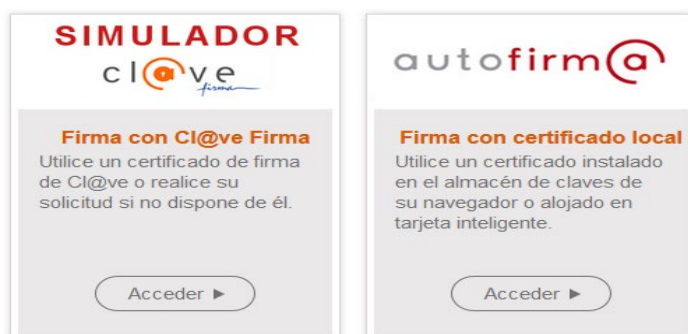 SIMULADOR
cl@ve
firma
Firma con Cl@ve Firma
Utilice un certificado de firma
de Cl@ve o realice su
solicitud si no dispone de él.
Acceder ►
autofirm@
Firma con certificado local
Utilice un certificado instalado
en el almacén de claves de
su navegador o alojado en
tarjeta inteligente.
Acceder ►